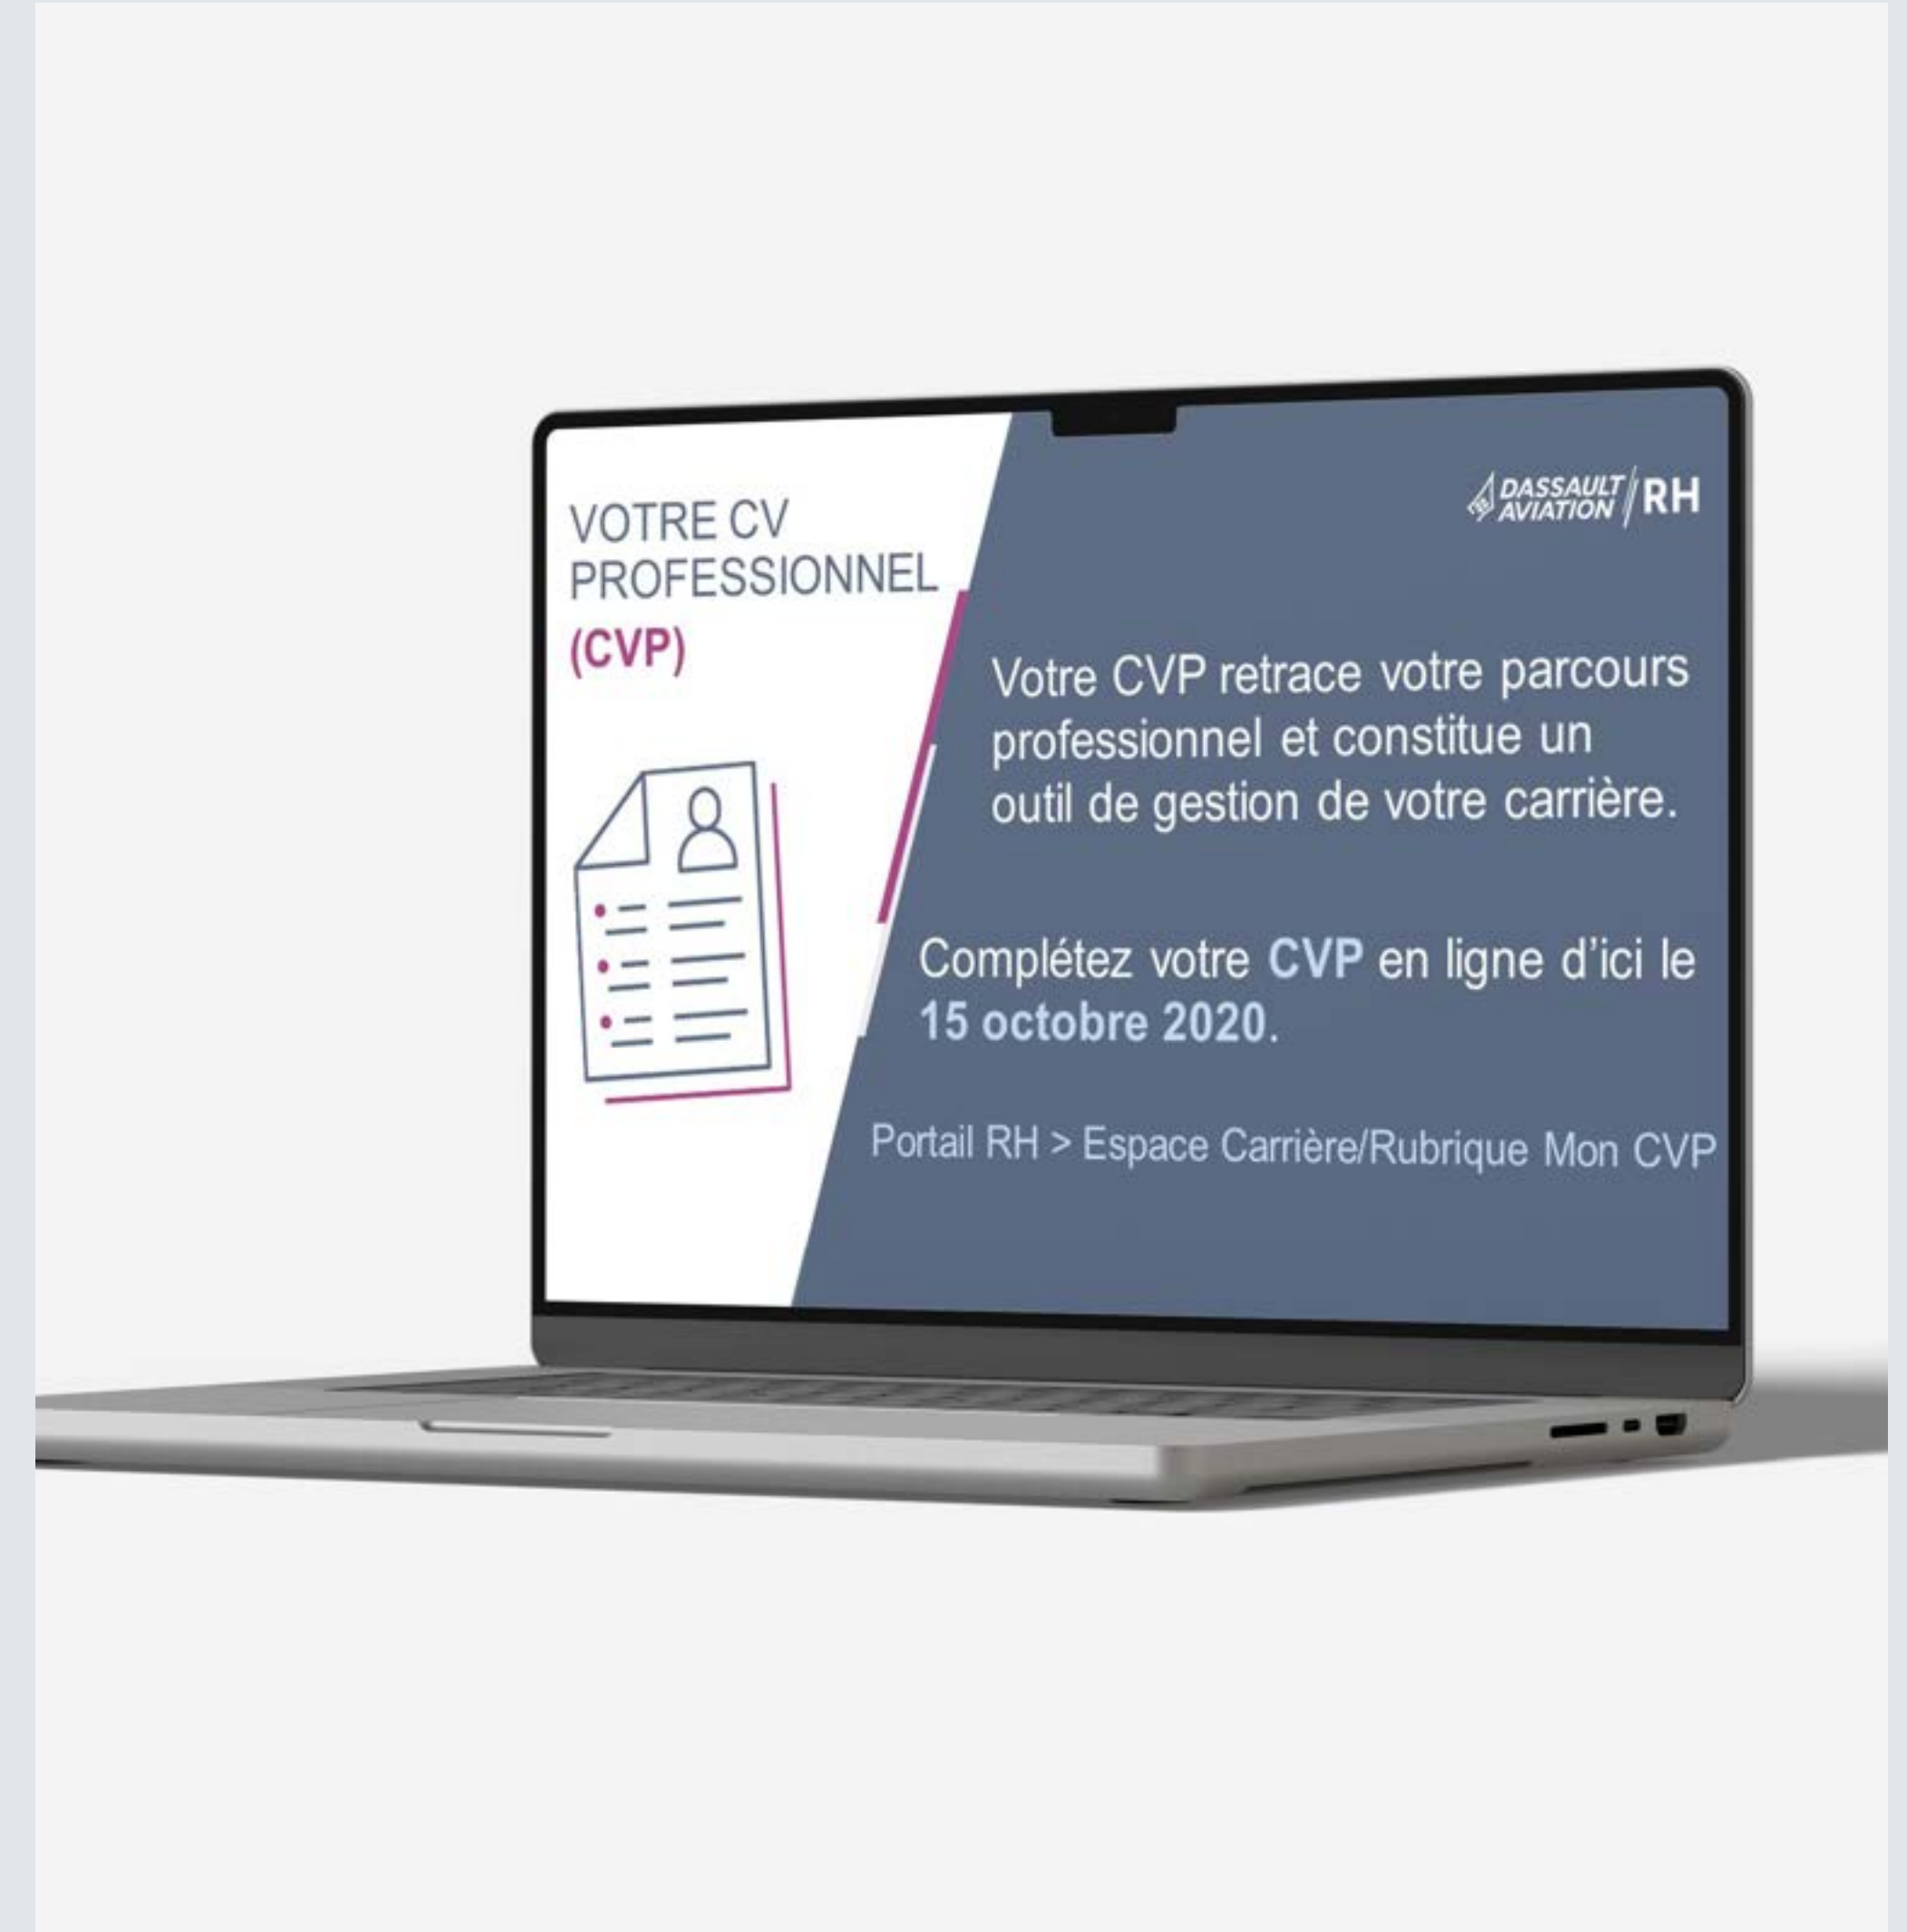 VOTRE CV
PROFESSIONNEL
(CVP)
DASSAULT
AVIATION
RH
Votre CVP retrace votre parcours
professionnel et constitue un
outil de gestion de votre carrière.
Complétez votre CVP en ligne d’ici le
15 octobre 2020.
Portail RH > Espace Carrière/Rubrique Mon CVP